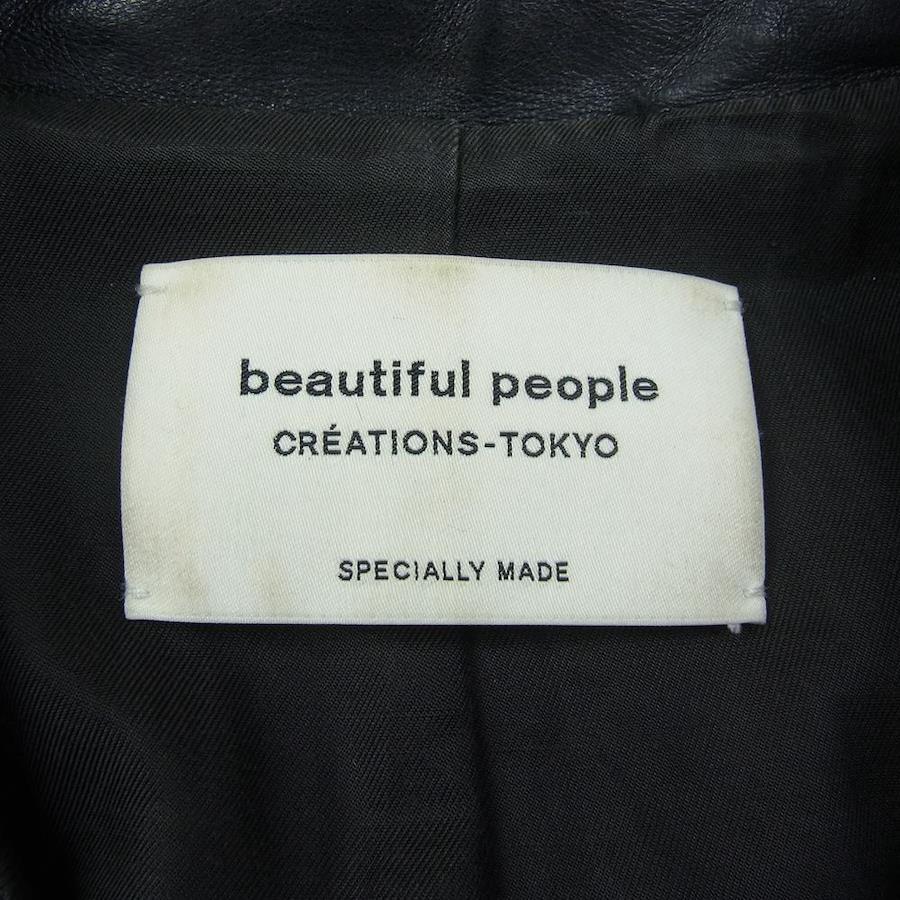 beautiful people
CRÉATIONS-TOKYO
SPECIALLY MADE